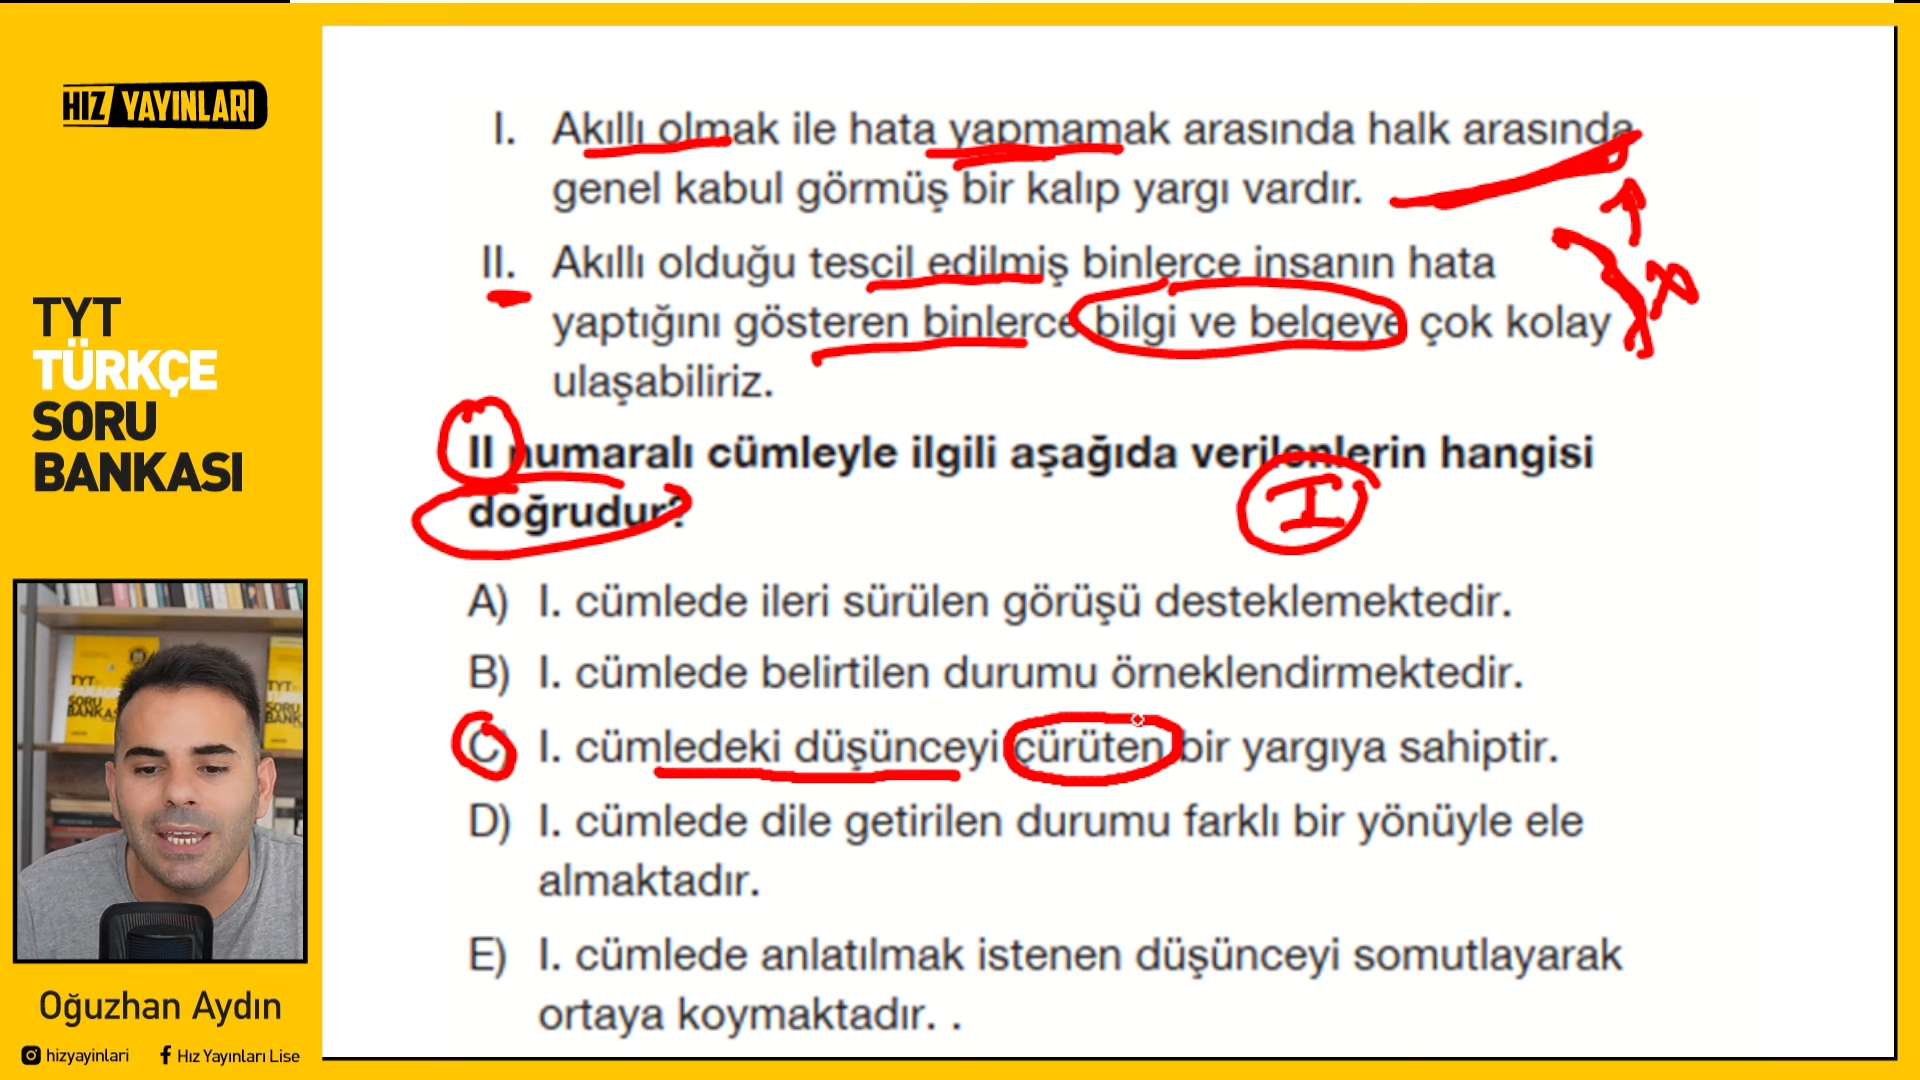 HIZ YAYINLARI
TYT
TÜRKÇE
SORU
BANKASI
Oğuzhan Aydın
hizyayinlari
Hız Yayınları Lise
I. Akıllı olmak ile hata yapmamak arasında halk arasında
genel kabul görmüş bir kalıp yargı vardır.
II. Akıllı olduğu tescil edilmiş binlerce insanın hata
yaptığını gösteren binlerce bilgi ve belgeye çok kolay
ulaşabiliriz.
II numaralı cümleyle ilgili aşağıda verilenlerin hangisi
doğrudur?
I
A) I. cümlede ileri sürülen görüşü desteklemektedir.
B) I. cümlede belirtilen durumu örneklendirmektedir.
C) I. cümledeki düşünceyi çürüten bir yargıya sahiptir.
D) I. cümlede dile getirilen durumu farklı bir yönüyle ele
almaktadır.
E) I. cümlede anlatılmak istenen düşünceyi somutlayarak
ortaya koymaktadır. .